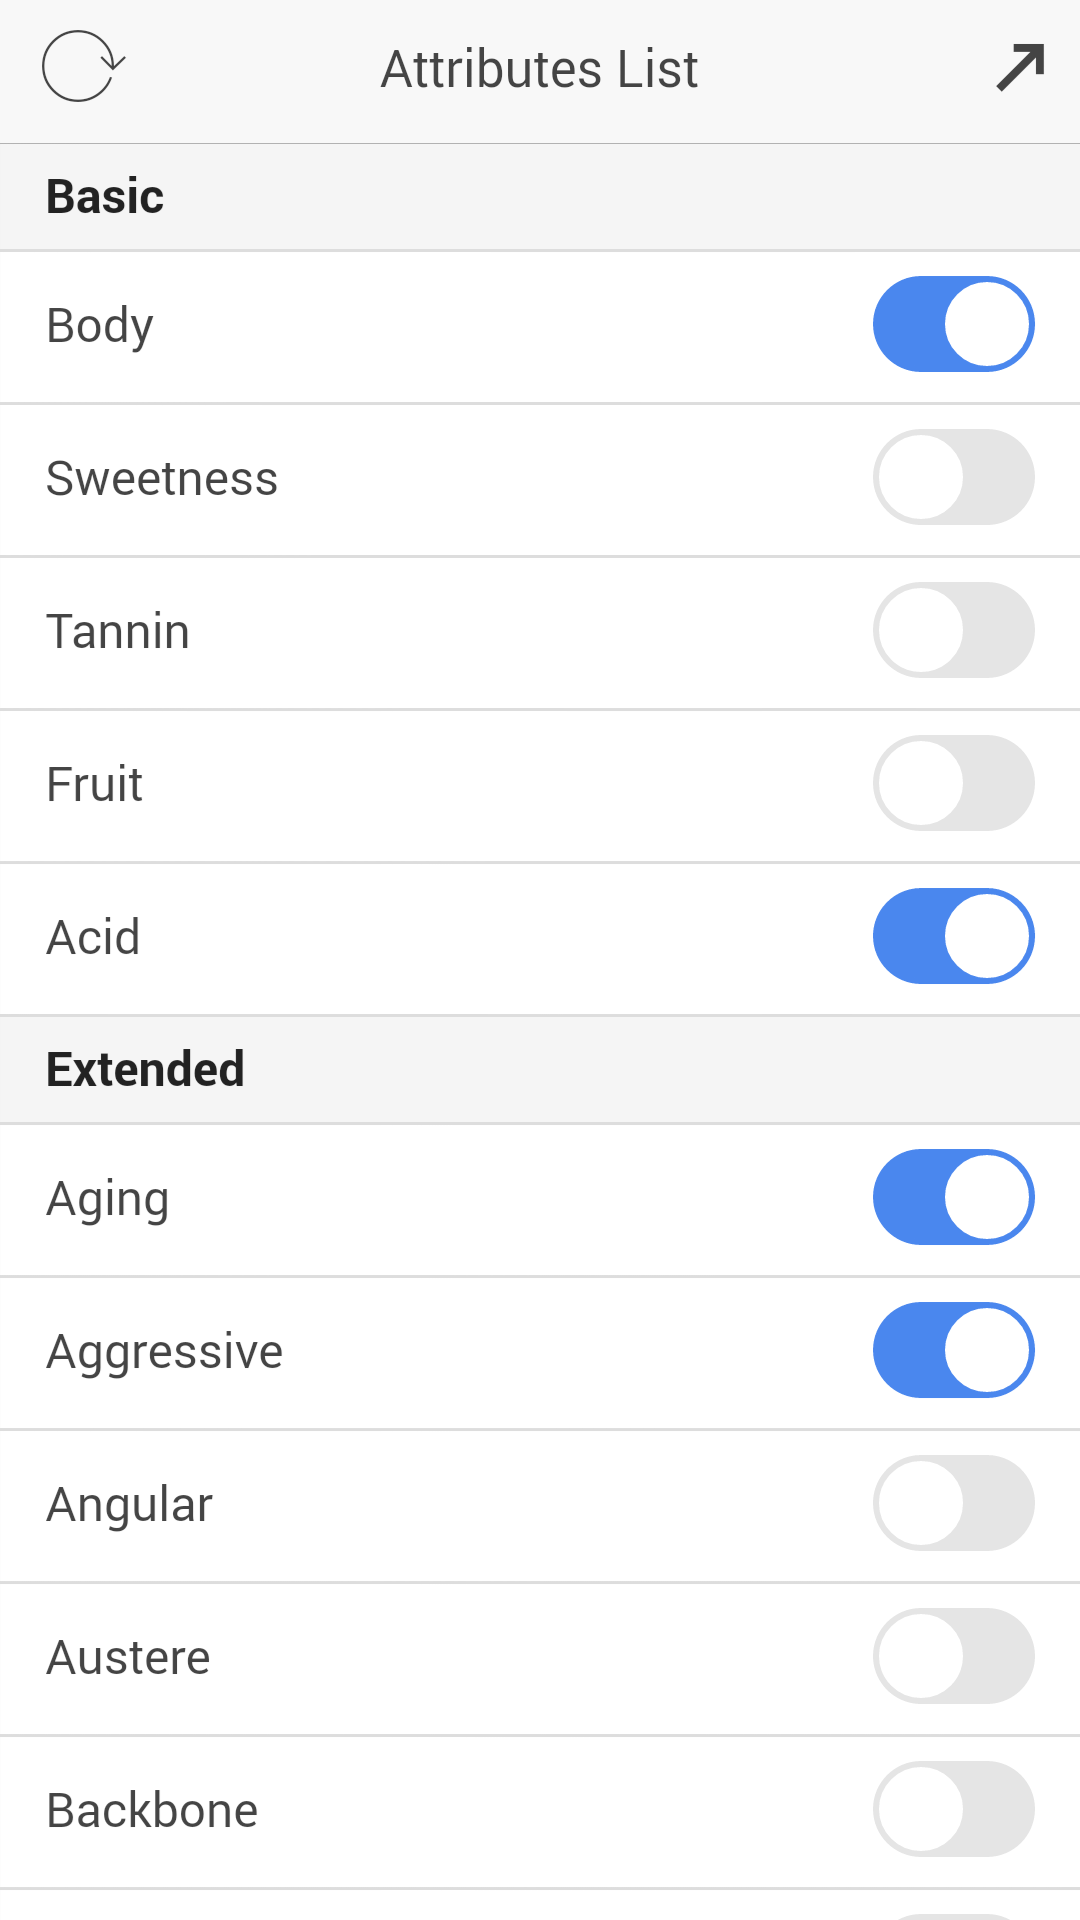 Attributes List
Basic
Body
Sweetness
Tannin
Fruit
Acid
Extended
Aging
Aggressive
Angular
Austere
Backbone